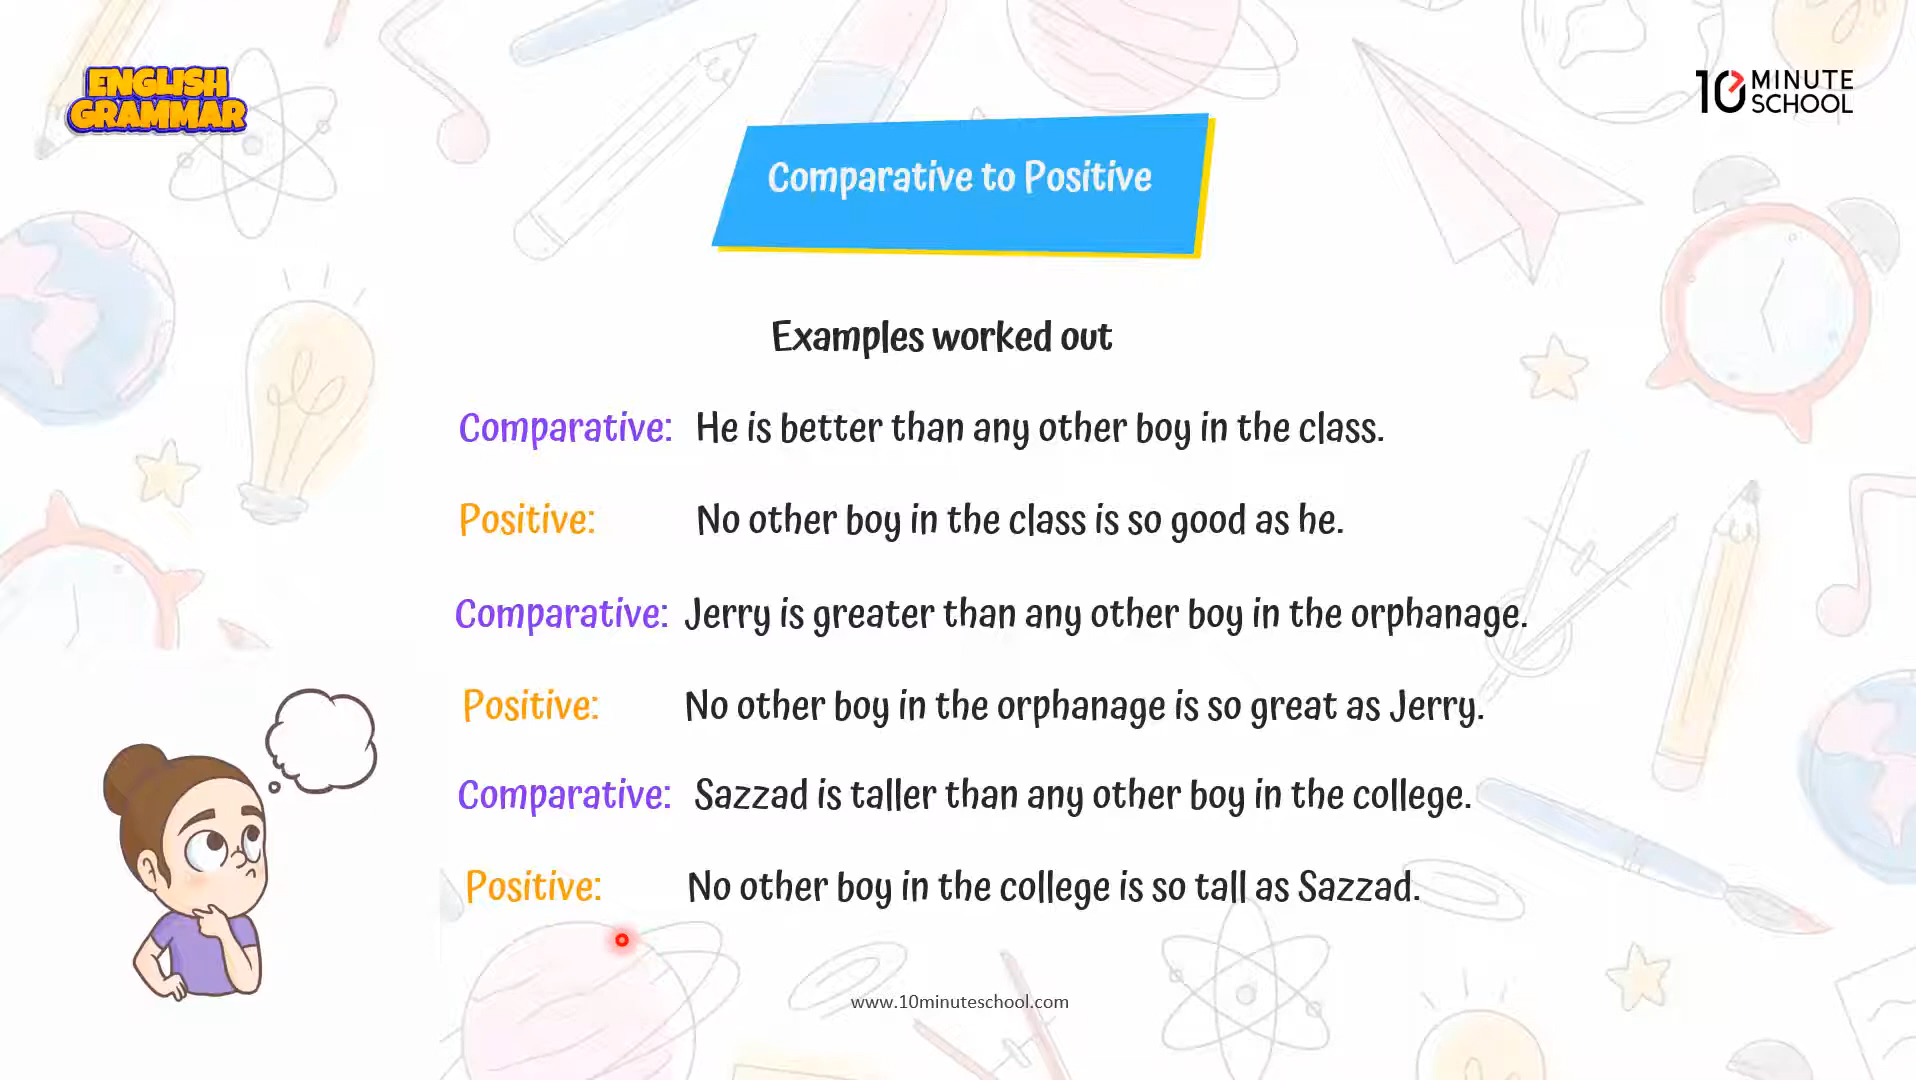 ENGLISH
GRAMMAR
10 MINUTE
SCHOOL
Comparative to Positive
Examples worked out
Comparative: He is better than any other boy in the class.
Positive: No other boy in the class is so good as he.
Comparative: Jerry is greater than any other boy in the orphanage.
Positive: No other boy in the orphanage is so great as Jerry.
Comparative: Sazzad is taller than any other boy in the college.
Positive: No other boy in the college is so tall as Sazzad.
www.10minuteschool.com